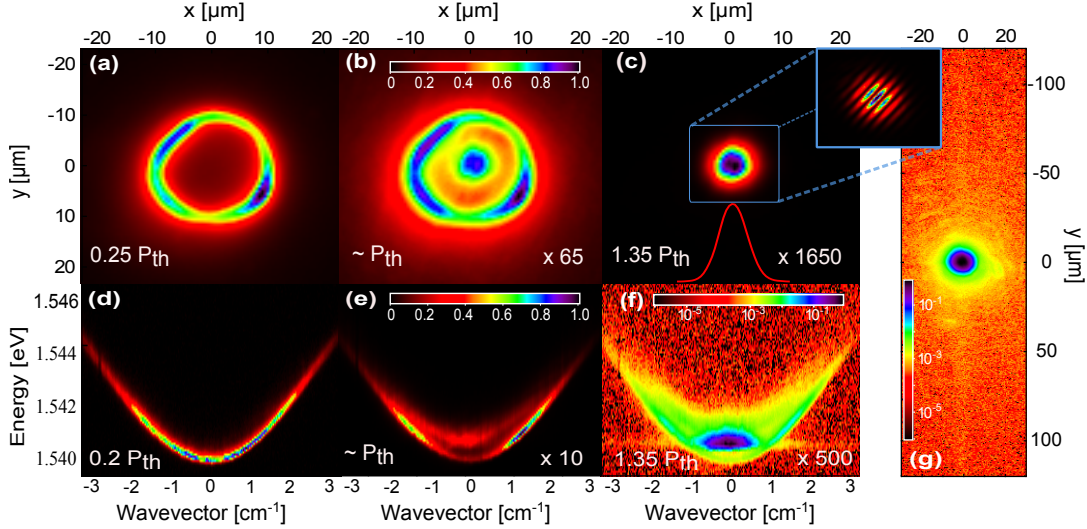 x [µm]
x [µm]
x [µm]
-10 0 10 20
-10 0 10 20
-10 0 10 20
-20 0 20
(a)
(b)
(c)
0 0.2 0.4 0.6 0.8 1.0
y [µm]
-20
-10
0
10
20
0.25 Pth
~ Pth
x 65
1.35 Pth
x 1650
-100
-50
0
50
100
y [µm]
10-1
10-3
10-5
(g)
(d)
(e)
(f)
0 0.2 0.4 0.6 0.8 1.0
10-5 10-3 10-1
Energy [eV]
1.546
1.544
1.542
1.540
0.2 Pth
~ Pth
x 10
1.35 Pth
x 500
-3 -2 -1 0 1 2 3
-3 -2 -1 0 1 2 3
-3 -2 -1 0 1 2 3
Wavevector [cm-1]
Wavevector [cm-1]
Wavevector [cm-1]